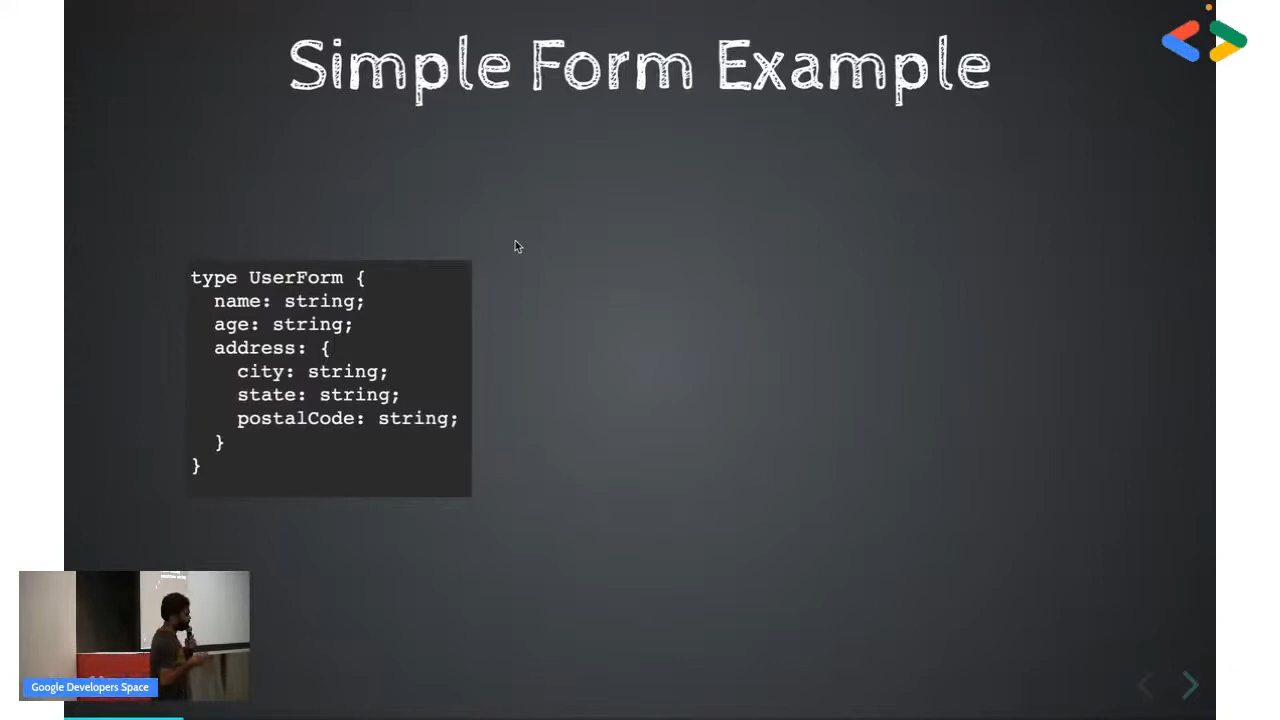 Simple Form Example
type UserForm {
  name: string;
  age: string;
  address: {
    city: string;
    state: string;
    postalCode: string;
  }
}
Google Developers Space